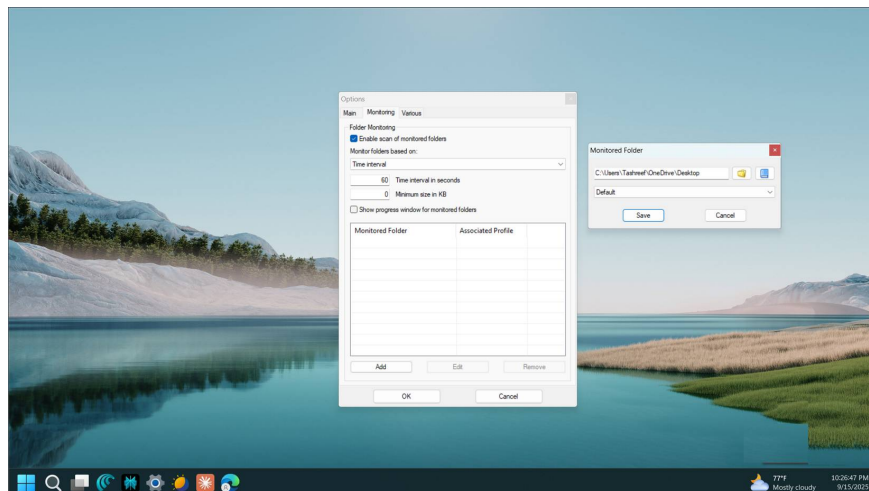 Options
Main Monitoring Various
Folder Monitoring
Enable scan of monitored folders
Monitor folders based on:
Time interval
60 Time interval in seconds
0 Minimum size in KB
Show progress window for monitored folders
Monitored Folder Associated Profile
Add Edit Remove
OK Cancel
Monitored Folder
C:\Users\Tashreef\OneDrive\Desktop
Default
Save Cancel
77°F
Mostly cloudy
10:26:47 PM
9/15/2025